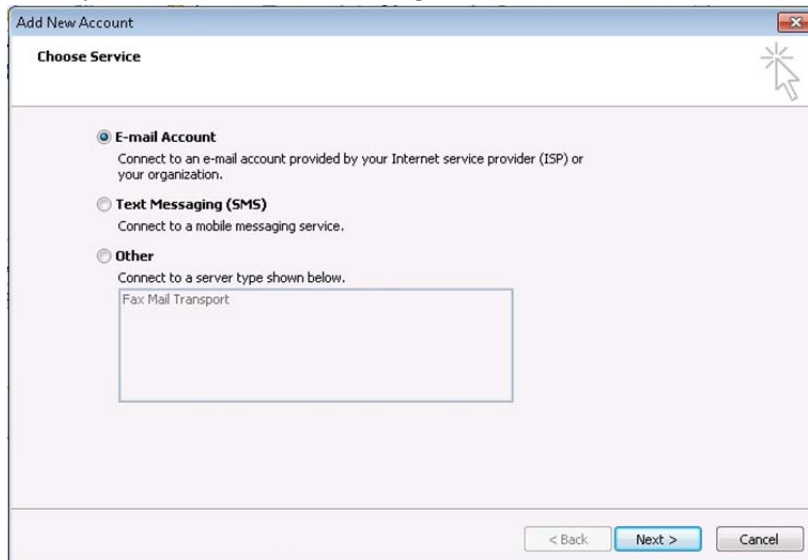 Add New Account
Choose Service
E-mail Account
Connect to an e-mail account provided by your Internet service provider (ISP) or
your organization.
Text Messaging (SMS)
Connect to a mobile messaging service.
Other
Connect to a server type shown below.
Fax Mail Transport
< Back
Next >
Cancel